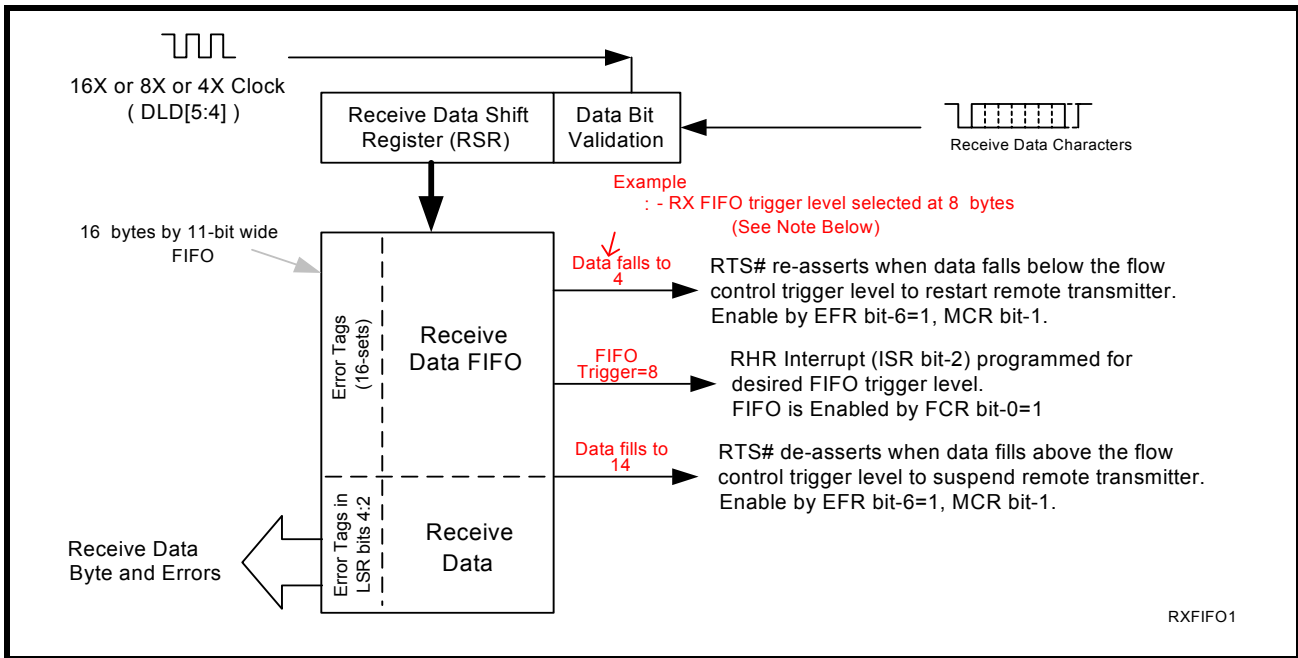 16X or 8X or 4X Clock
( DLD[5:4] )
Receive Data Shift
Register (RSR)
Data Bit
Validation
Receive Data Characters
Example
: - RX FIFO trigger level selected at 8 bytes
(See Note Below)
16 bytes by 11-bit wide
FIFO
Error Tags
(16-sets)
Receive
Data FIFO
Data falls to
4
RTS# re-asserts when data falls below the flow
control trigger level to restart remote transmitter.
Enable by EFR bit-6=1, MCR bit-1.
FIFO
Trigger=8
RHR Interrupt (ISR bit-2) programmed for
desired FIFO trigger level.
FIFO is Enabled by FCR bit-0=1
Data fills to
14
RTS# de-asserts when data fills above the flow
control trigger level to suspend remote transmitter.
Enable by EFR bit-6=1, MCR bit-1.
Error Tags in
LSR bits 4:2
Receive
Data
Receive Data
Byte and Errors
RXFIFO1